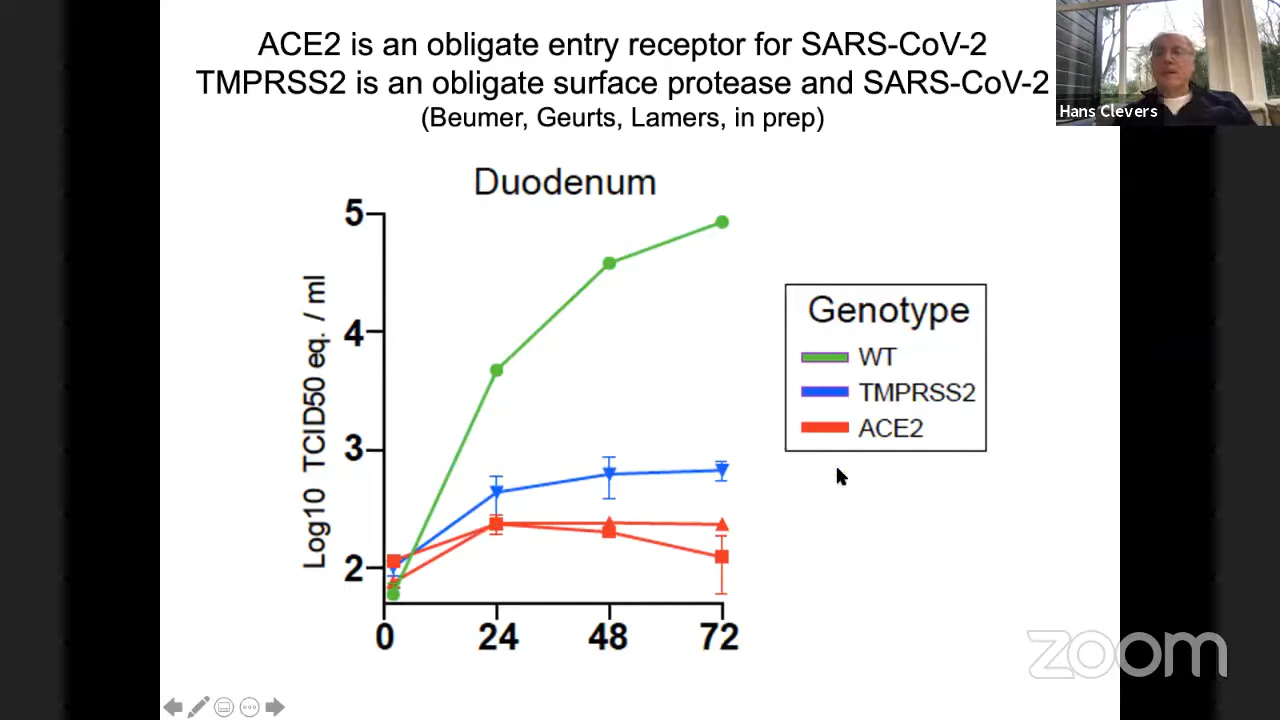 ACE2 is an obligate entry receptor for SARS-CoV-2
TMPRSS2 is an obligate surface protease and SARS-CoV-2
(Beumer, Geurts, Lamers, in prep)
Hans Clevers
Duodenum
5
4
3
2
Log10 TCID50 eq. / ml
0 24 48 72
Genotype
WT
TMPRSS2
ACE2
zoom